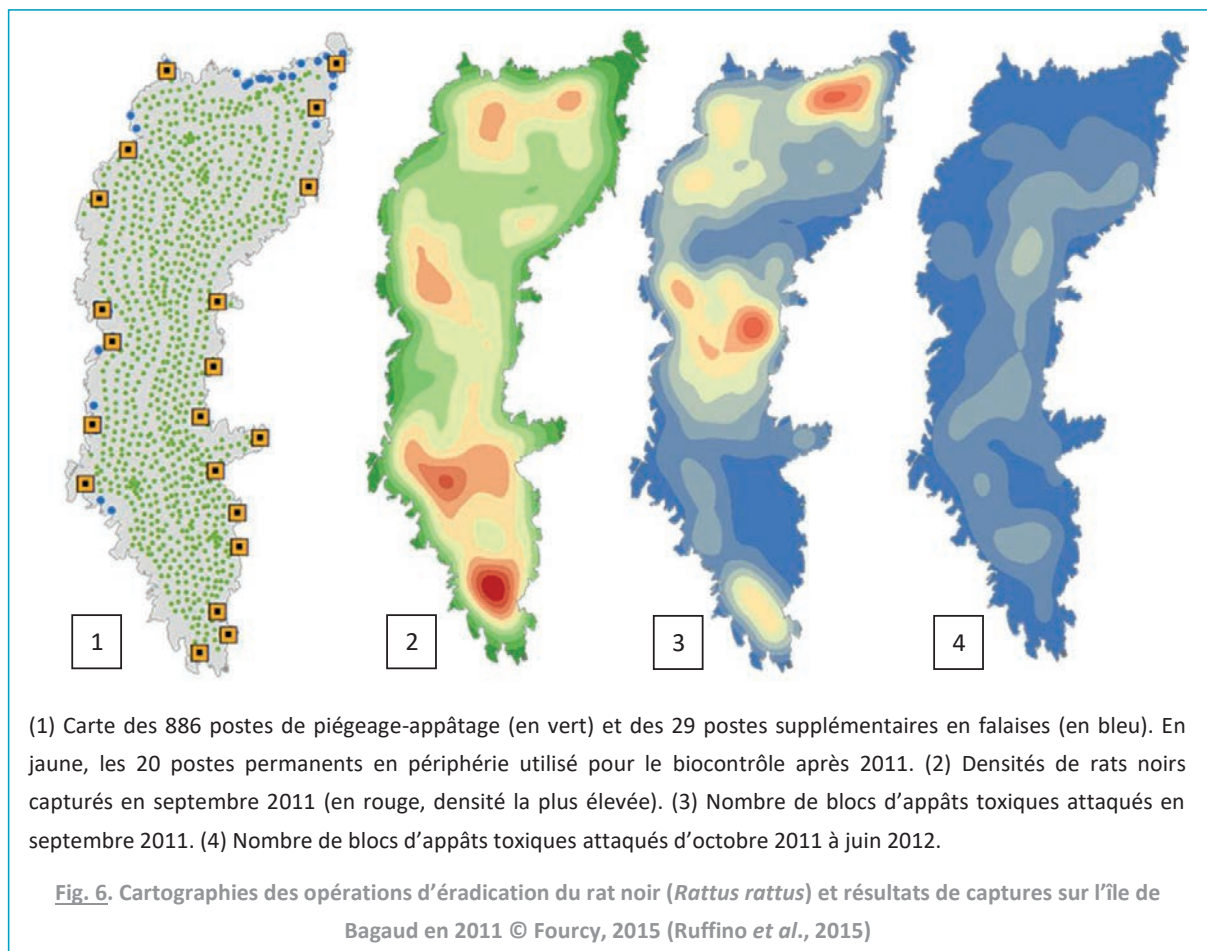 1
2
3
4
(1) Carte des 886 postes de piégeage-appâtage (en vert) et des 29 postes supplémentaires en falaises (en bleu). En
jaune, les 20 postes permanents en périphérie utilisé pour le biocontrôle après 2011. (2) Densités de rats noirs
capturés en septembre 2011 (en rouge, densité la plus élevée). (3) Nombre de blocs d’appâts toxiques attaqués en
septembre 2011. (4) Nombre de blocs d’appâts toxiques attaqués d’octobre 2011 à juin 2012.
Fig. 6. Cartographies des opérations d’éradication du rat noir (Rattus rattus) et résultats de captures sur l’île de
Bagaud en 2011 © Fourcy, 2015 (Ruffino et al., 2015)